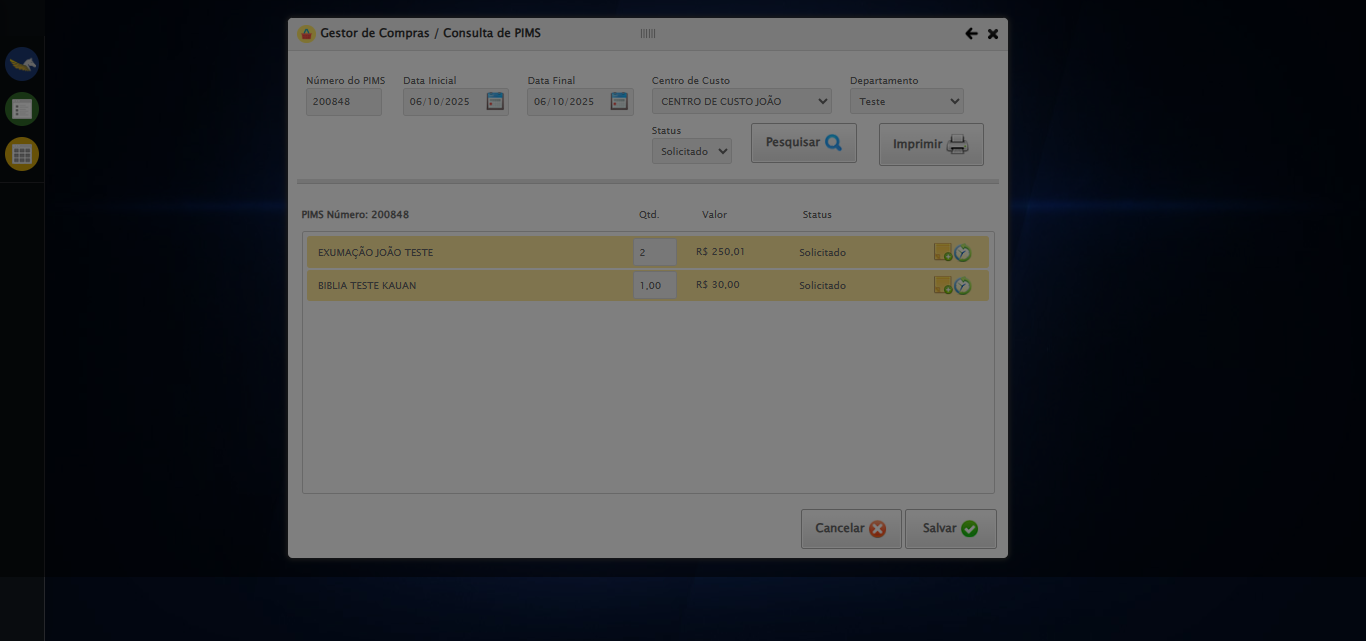 Gestor de Compras / Consulta de PIMS
Número do PIMS Data Inicial Data Final Centro de Custo Departamento
200848 06/10/2025 06/10/2025 CENTRO DE CUSTO JOÃO Teste
Status
Solicitado Pesquisar Imprimir
PIMS Número: 200848 Qtd. Valor Status
EXUMAÇÃO JOÃO TESTE 2 R$ 250,01 Solicitado
BIBLIA TESTE KAUAN 1,00 R$ 30,00 Solicitado
Cancelar Salvar